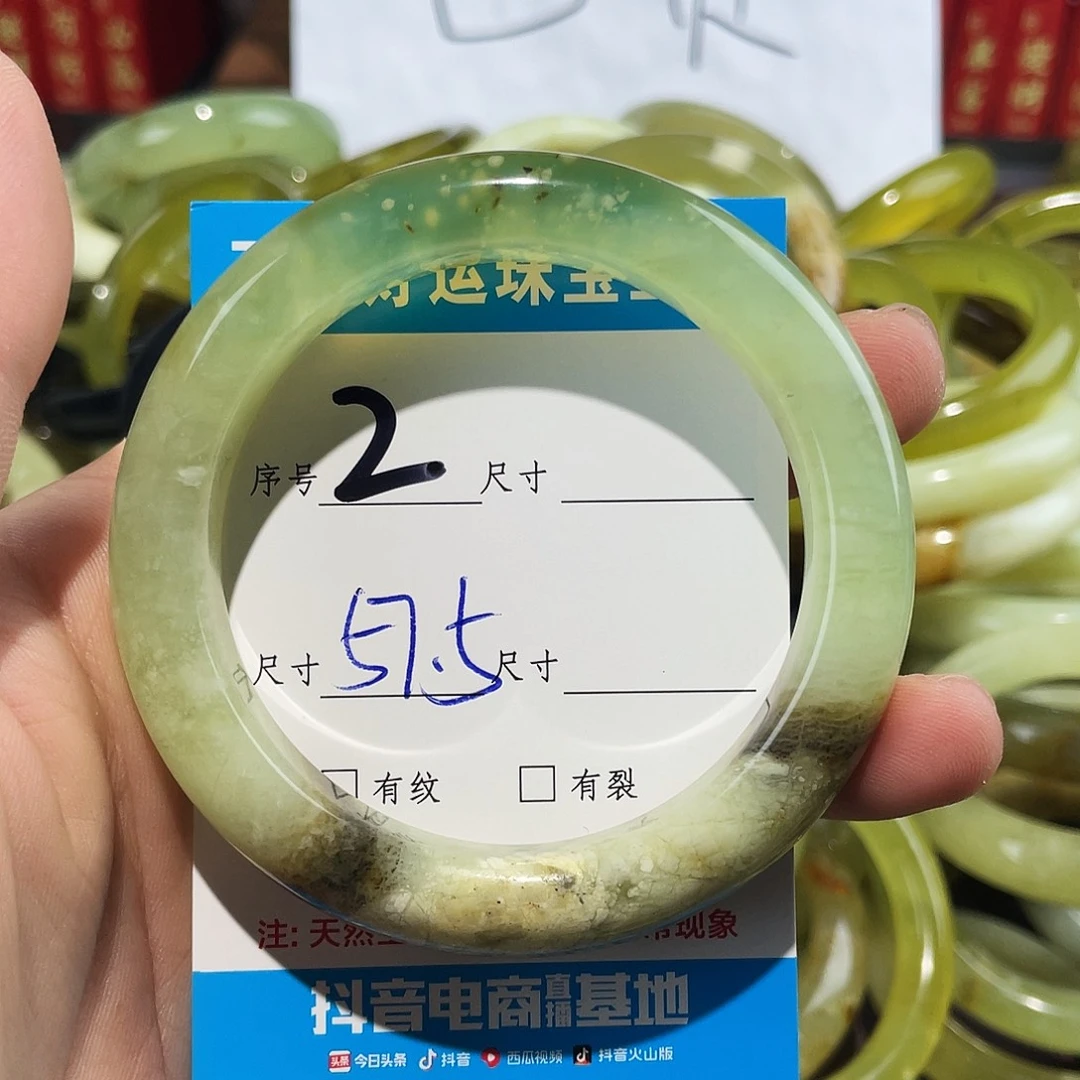 运珠宝
序号 2 尺寸
尺寸 57.5 尺寸
□ 有纹 □ 有裂
注: 天然 现象
抖音电商直播基地
头条 今日头条 抖音 西瓜视频 抖音火山版